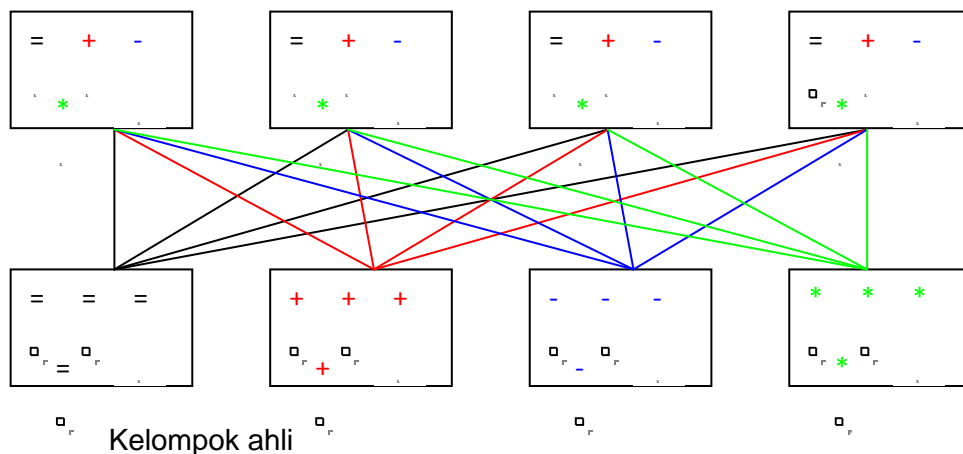 = + - = + - = + - = + -
* * * *
= = = + + + - - - * * *
= + - *
Kelompok ahli